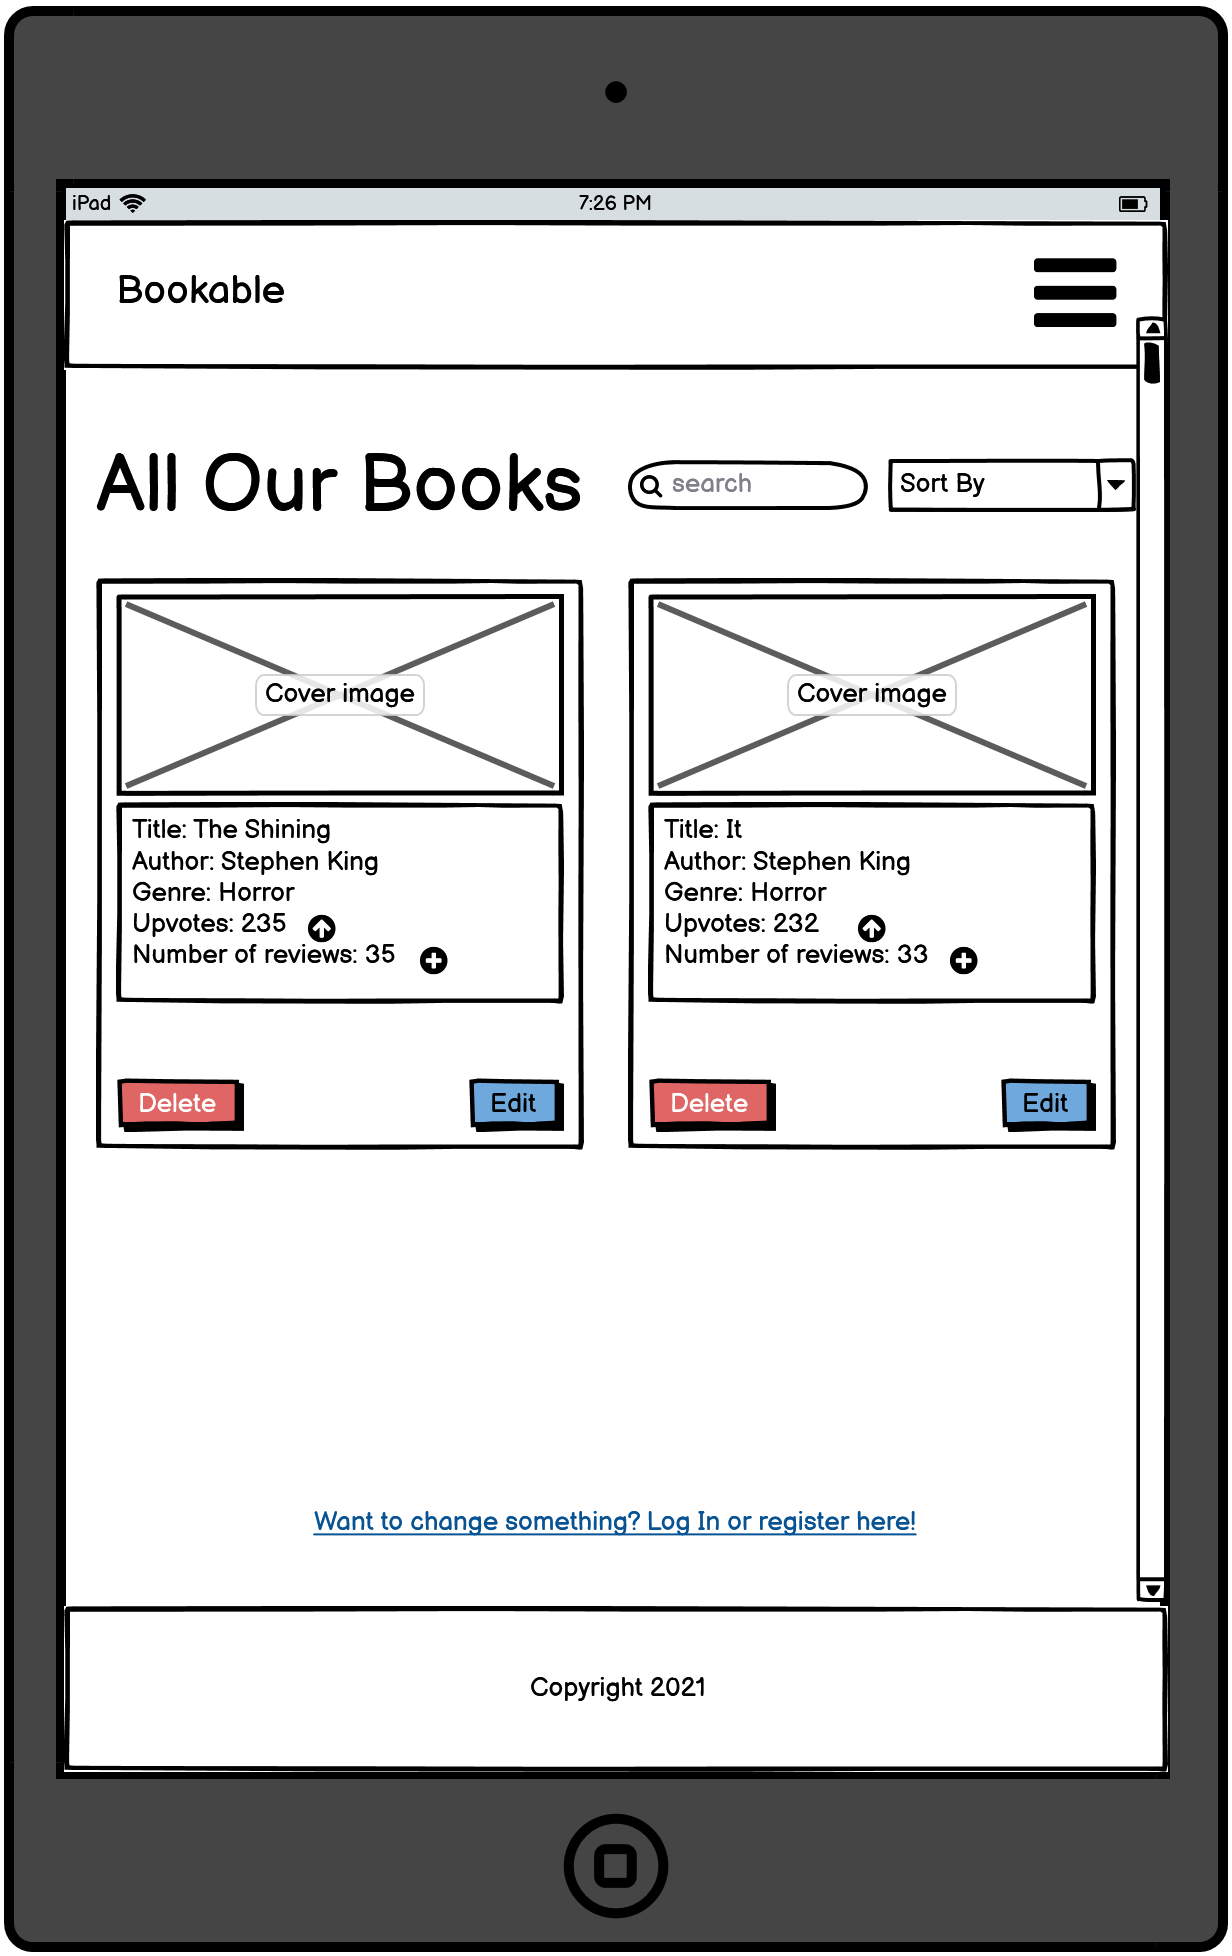 iPad
7:26 PM
Bookable
All Our Books
search
Sort By
Cover image
Title: The Shining
Author: Stephen King
Genre: Horror
Upvotes: 235
Number of reviews: 35
Delete
Edit
Cover image
Title: It
Author: Stephen King
Genre: Horror
Upvotes: 232
Number of reviews: 33
Delete
Edit
Want to change something? Log In or register here!
Copyright 2021